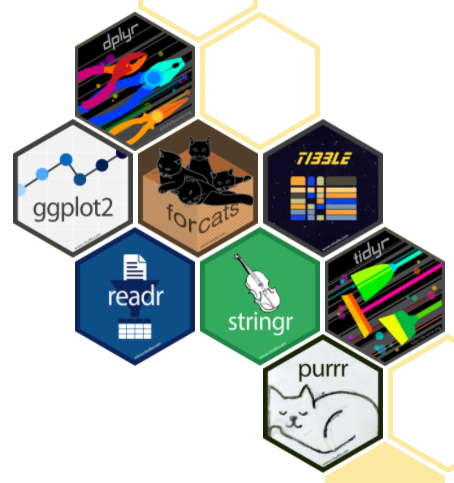 dplyr
ggplot2
forcats
TIBBLE
readr
stringr
tidyr
purrr